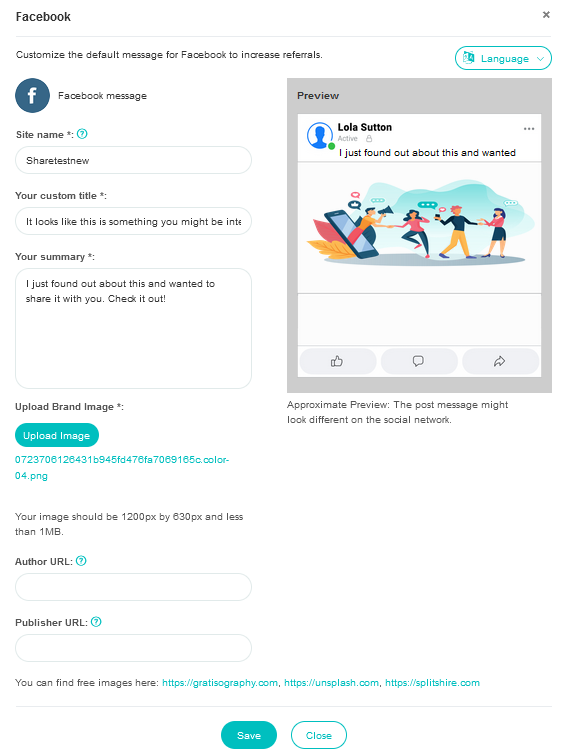 Facebook
×
Customize the default message for Facebook to increase referrals.
Language
Facebook message
Site name *:
Sharetestnew
Your custom title *:
It looks like this is something you might be inte
Your summary *:
I just found out about this and wanted to
share it with you. Check it out!
Upload Brand Image *:
Upload Image
0723706126431b945fd476fa7069165c.color-
04.png
Your image should be 1200px by 630px and less
than 1MB.
Author URL:
Publisher URL:
Preview
Lola Sutton
Active
I just found out about this and wanted
Approximate Preview: The post message might
look different on the social network.
You can find free images here: https://gratisography.com, https://unsplash.com, https://splitshire.com
Save
Close